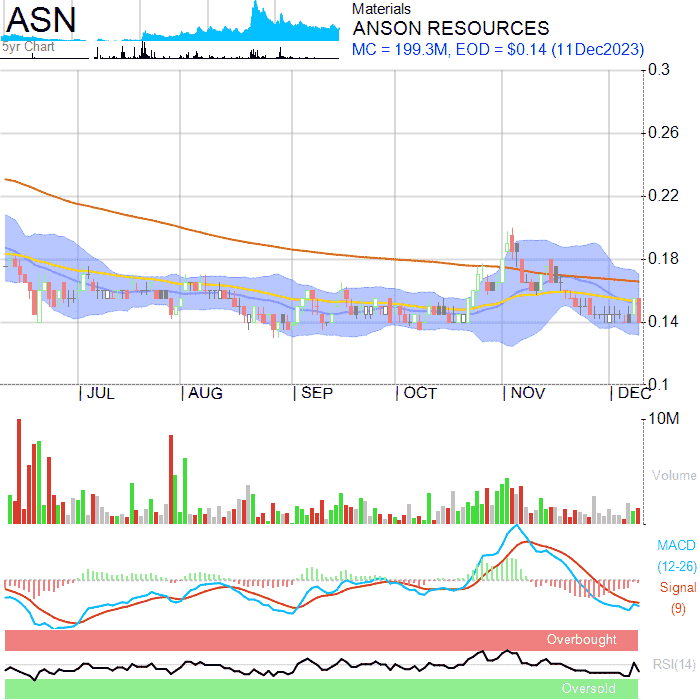 ASN
5yr Chart
Materials
ANSON RESOURCES
MC = 199.3M, EOD = $0.14 (11Dec2023)
0.3
0.26
0.22
0.18
0.14
0.1
JUL AUG SEP OCT NOV DEC
10M
Volume
MACD
(12-26)
Signal
(9)
Overbought
RSI(14)
Oversold